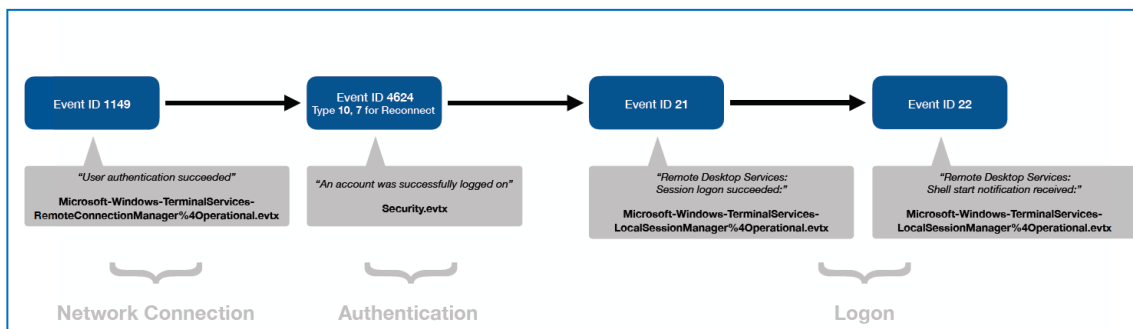 Event ID 1149
Event ID 4624
Type 10, 7 for Reconnect
Event ID 21
Event ID 22
“User authentication succeeded”
Microsoft-Windows-TerminalServices-
RemoteConnectionManager%4Operational.evtx
“An account was successfully logged on”
Security.evtx
“Remote Desktop Services:
Session logon succeeded:”
Microsoft-Windows-TerminalServices-
LocalSessionManager%4Operational.evtx
“Remote Desktop Services:
Shell start notification received:”
Microsoft-Windows-TerminalServices-
LocalSessionManager%4Operational.evtx
Network Connection
Authentication
Logon